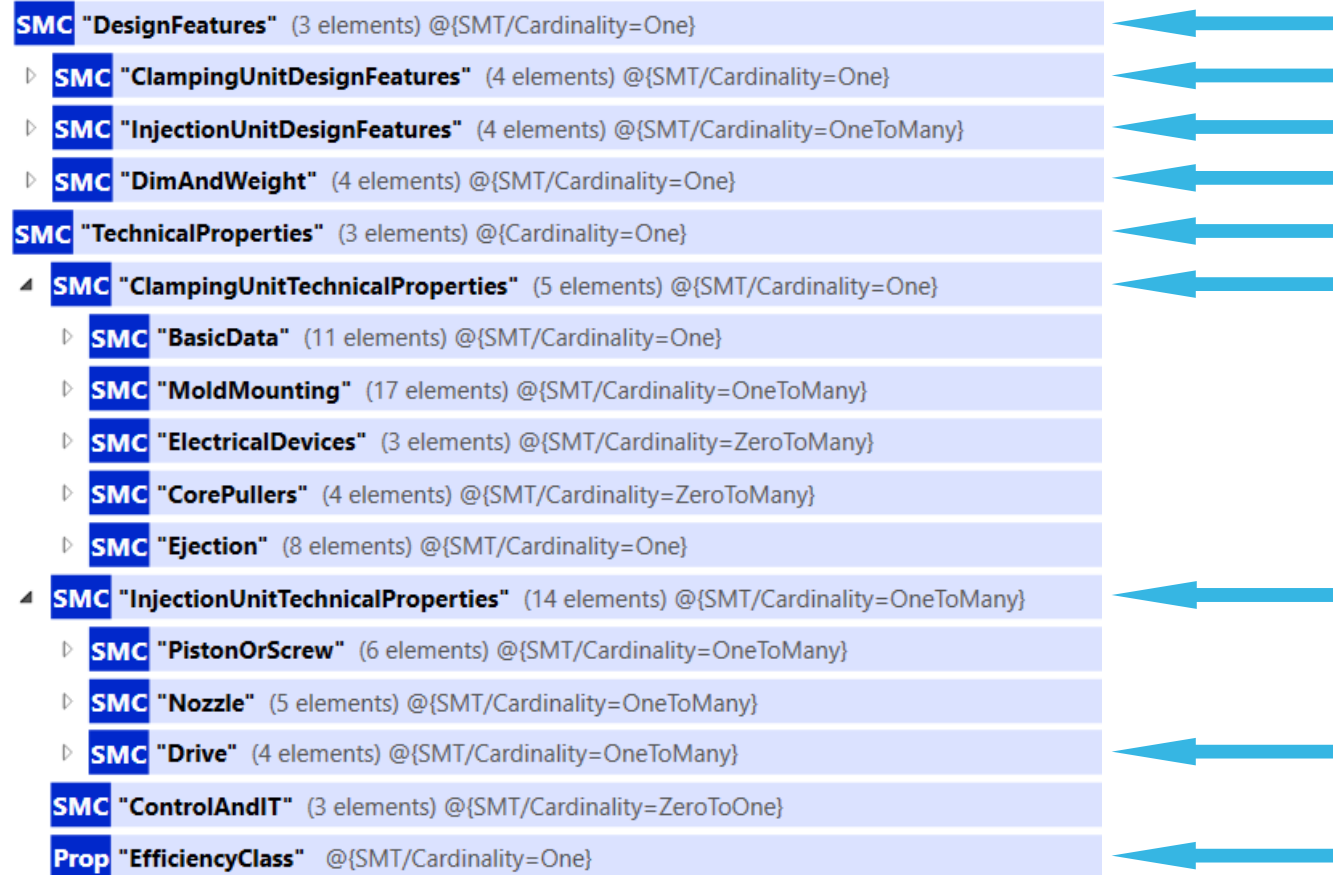 SMC "DesignFeatures" (3 elements) @{SMT/Cardinality=One}
SMC "ClampingUnitDesignFeatures" (4 elements) @{SMT/Cardinality=One}
SMC "InjectionUnitDesignFeatures" (4 elements) @{SMT/Cardinality=OneToMany}
SMC "DimAndWeight" (4 elements) @{SMT/Cardinality=One}
SMC "TechnicalProperties" (3 elements) @{Cardinality=One}
SMC "ClampingUnitTechnicalProperties" (5 elements) @{SMT/Cardinality=One}
SMC "BasicData" (11 elements) @{SMT/Cardinality=One}
SMC "MoldMounting" (17 elements) @{SMT/Cardinality=OneToMany}
SMC "ElectricalDevices" (3 elements) @{SMT/Cardinality=ZeroToMany}
SMC "CorePullers" (4 elements) @{SMT/Cardinality=ZeroToMany}
SMC "Ejection" (8 elements) @{SMT/Cardinality=One}
SMC "InjectionUnitTechnicalProperties" (14 elements) @{SMT/Cardinality=OneToMany}
SMC "PistonOrScrew" (6 elements) @{SMT/Cardinality=OneToMany}
SMC "Nozzle" (5 elements) @{SMT/Cardinality=OneToMany}
SMC "Drive" (4 elements) @{SMT/Cardinality=OneToMany}
SMC "ControlAndIT" (3 elements) @{SMT/Cardinality=ZeroToOne}
Prop "EfficiencyClass" @{SMT/Cardinality=One}